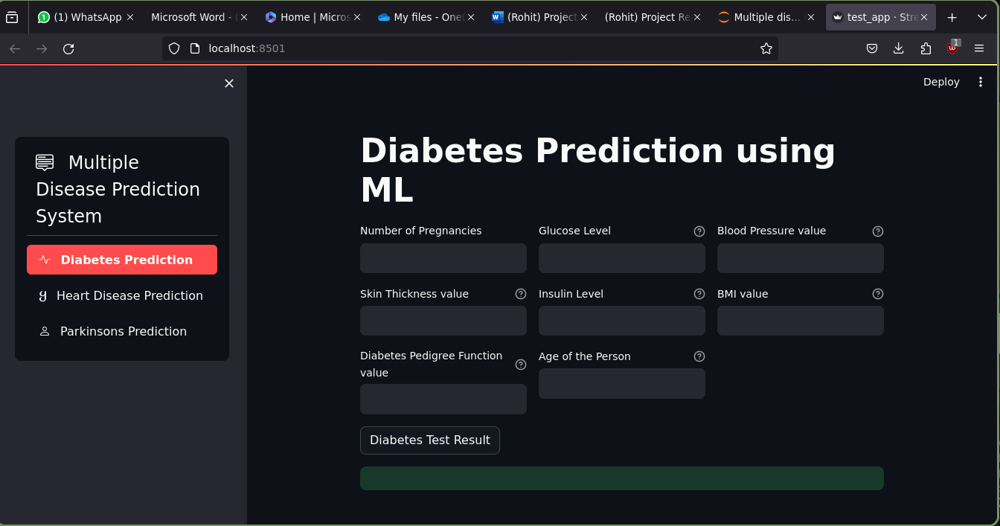 (1) WhatsApp
Microsoft Word - (
Home | Micros
My files - OneD
(Rohit) Project
(Rohit) Project Re
Multiple dis...
test_app · Stre
localhost:8501
1
Deploy
Multiple
Disease Prediction
System
Diabetes Prediction
Heart Disease Prediction
Parkinsons Prediction
Diabetes Prediction using
ML
Number of Pregnancies
Glucose Level
Blood Pressure value
Skin Thickness value
Insulin Level
BMI value
Diabetes Pedigree Function
value
Age of the Person
Diabetes Test Result